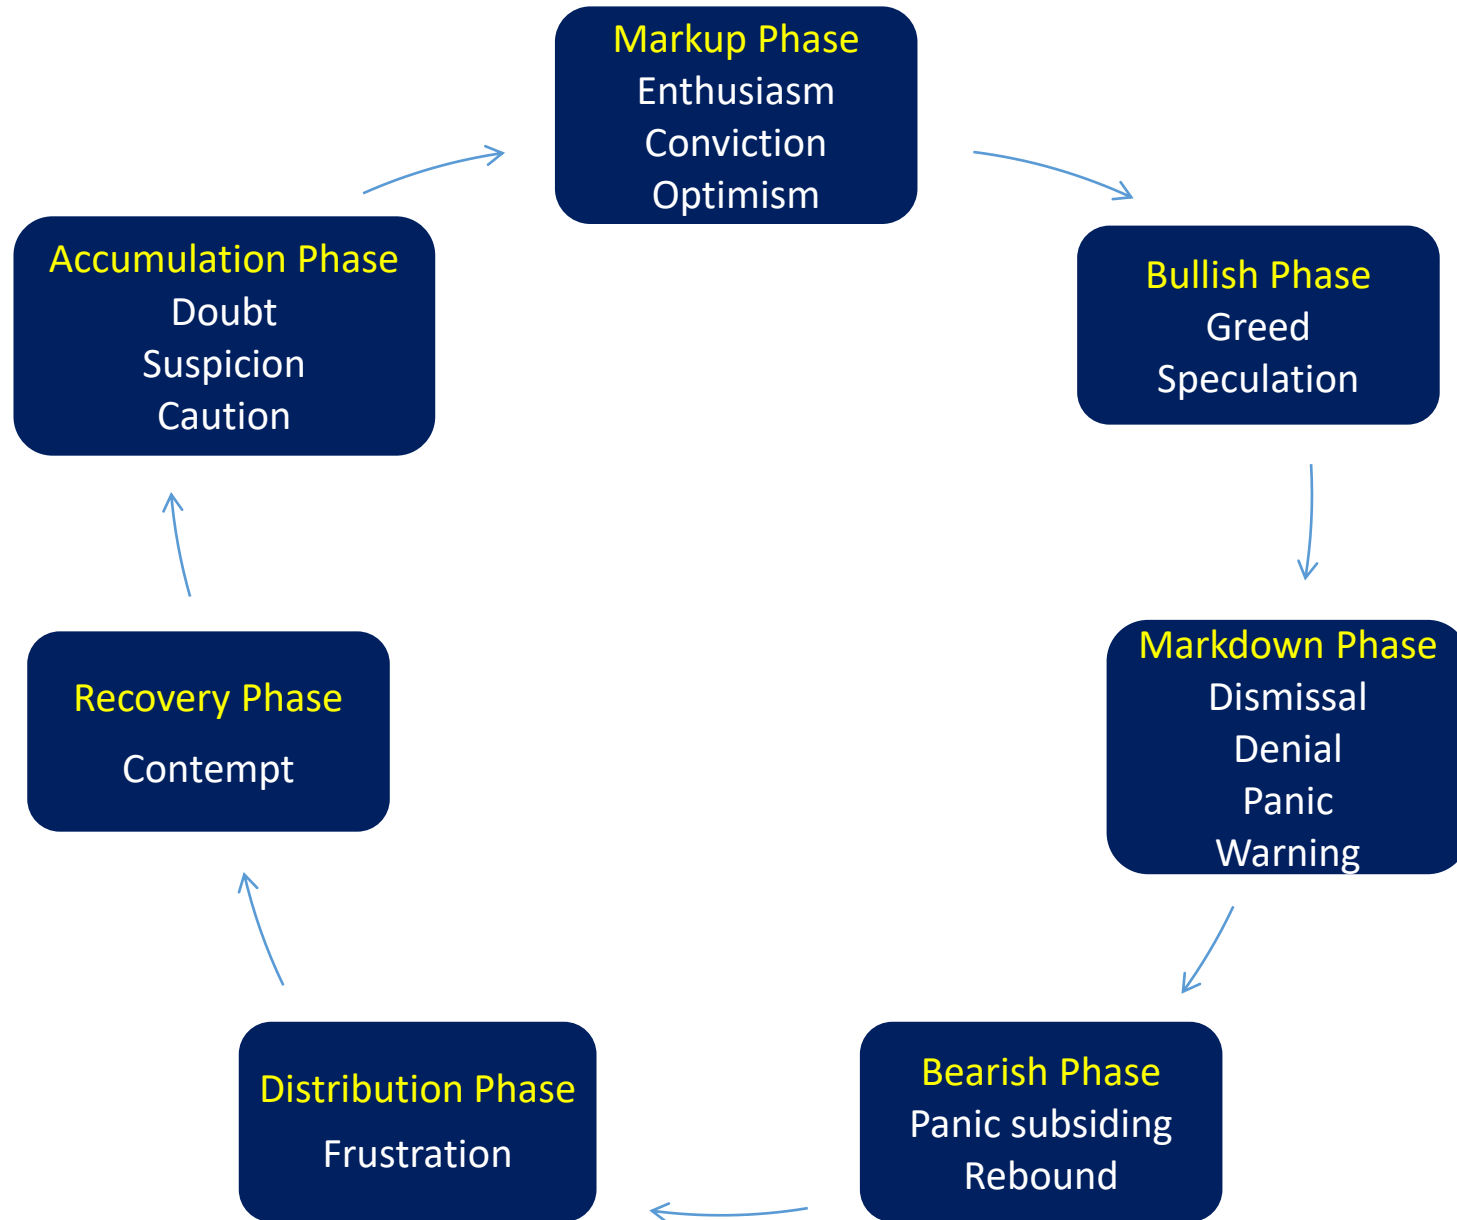 Markup Phase
Enthusiasm
Conviction
Optimism
Bullish Phase
Greed
Speculation
Markdown Phase
Dismissal
Denial
Panic
Warning
Bearish Phase
Panic subsiding
Rebound
Distribution Phase
Frustration
Recovery Phase
Contempt
Accumulation Phase
Doubt
Suspicion
Caution